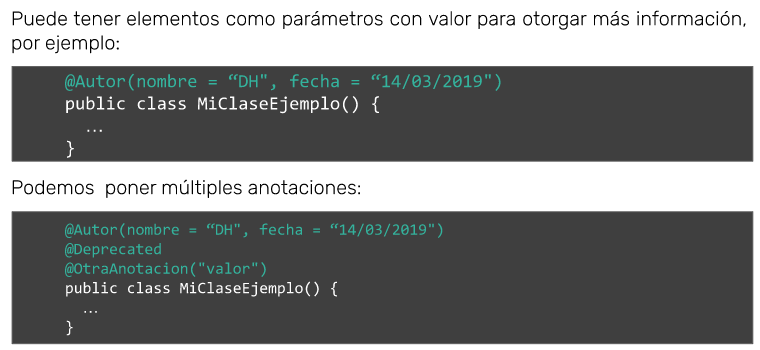 Puede tener elementos como parámetros con valor para otorgar más información,
por ejemplo:
@Autor(nombre = “DH", fecha = “14/03/2019")
public class MiClaseEjemplo() {
…
}
Podemos  poner múltiples anotaciones:
@Autor(nombre = “DH", fecha = “14/03/2019")
@Deprecated
@OtraAnotacion("valor")
public class MiClaseEjemplo() {
…
}